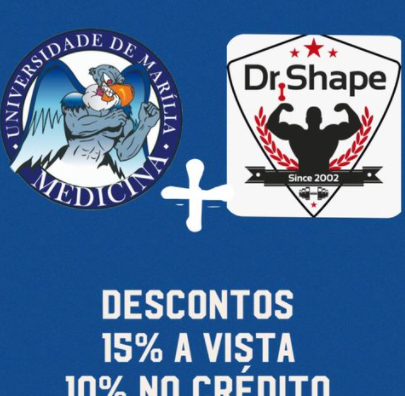 UNIVERSIDADE DE MARÍLIA
MEDICINA
Dr.Shape
Since 2002
DESCONTOS
15% A VISTA
10% NO CRÉDITO